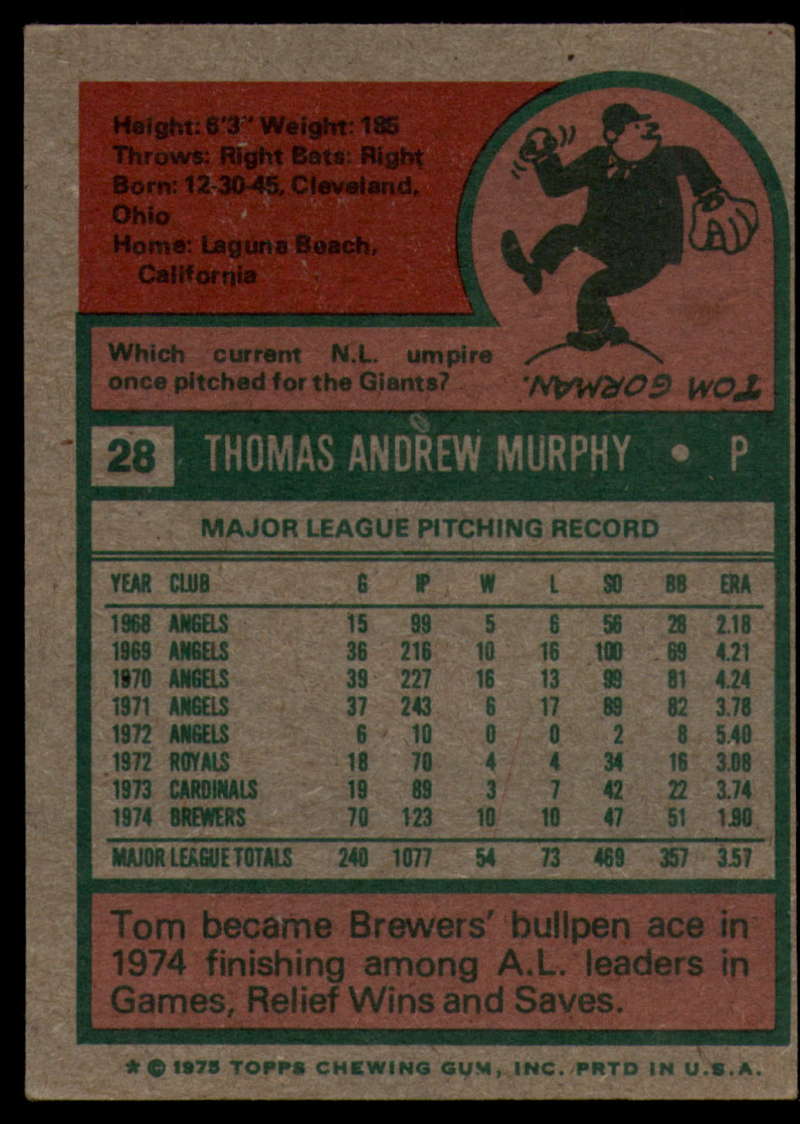 Height: 6'3" Weight: 185
Throws: Right Bats: Right
Born: 12-30-45, Cleveland,
Ohio
Home: Laguna Beach,
California
Which current N.L. umpire
once pitched for the Giants?
TOM GORMAN.
28 THOMAS ANDREW MURPHY • P
MAJOR LEAGUE PITCHING RECORD
YEAR CLUB G IP W L SO BB ERA
1968 ANGELS 15 99 5 6 56 28 2.18
1969 ANGELS 36 216 10 16 100 69 4.21
1970 ANGELS 39 227 16 13 99 81 4.24
1971 ANGELS 37 243 6 17 89 82 3.78
1972 ANGELS 6 10 0 0 2 8 5.40
1972 ROYALS 18 70 4 4 34 16 3.08
1973 CARDINALS 19 89 3 7 42 22 3.74
1974 BREWERS 70 123 10 10 47 51 1.90
MAJOR LEAGUE TOTALS 240 1077 54 73 469 357 3.57
Tom became Brewers' bullpen ace in
1974 finishing among A.L. leaders in
Games, Relief Wins and Saves.
* © 1975 TOPPS CHEWING GUM, INC. PRTD IN U.S.A.